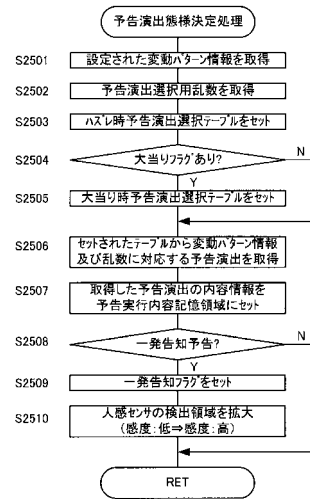 予告演出態様決定処理
S2501
設定された変動パターン情報を取得
S2502
予告演出選択用乱数を取得
S2503
ハズレ時予告演出選択テーブルをセット
S2504
大当りフラグあり?
N
Y
S2505
大当り時予告演出選択テーブルをセット
S2506
セットされたテーブルから変動パターン情報
及び乱数に対応する予告演出を取得
S2507
取得した予告演出の内容情報を
予告実行内容記憶領域にセット
S2508
一発告知予告?
N
Y
S2509
一発告知フラグをセット
S2510
人感センサの検出領域を拡大
(感度:低⇒感度:高)
RET